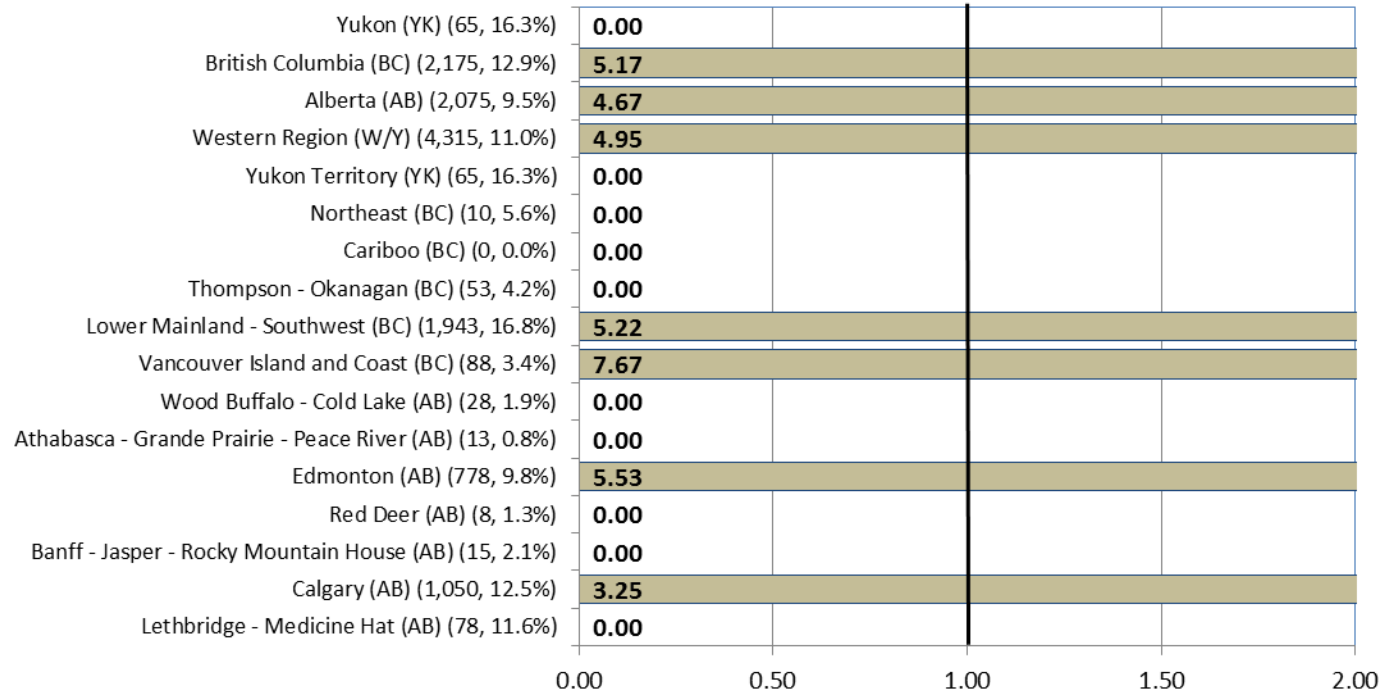 Yukon (YK) (65, 16.3%) 0.00
British Columbia (BC) (2,175, 12.9%) 5.17
Alberta (AB) (2,075, 9.5%) 4.67
Western Region (W/Y) (4,315, 11.0%) 4.95
Yukon Territory (YK) (65, 16.3%) 0.00
Northeast (BC) (10, 5.6%) 0.00
Cariboo (BC) (0, 0.0%) 0.00
Thompson - Okanagan (BC) (53, 4.2%) 0.00
Lower Mainland - Southwest (BC) (1,943, 16.8%) 5.22
Vancouver Island and Coast (BC) (88, 3.4%) 7.67
Wood Buffalo - Cold Lake (AB) (28, 1.9%) 0.00
Athabasca - Grande Prairie - Peace River (AB) (13, 0.8%) 0.00
Edmonton (AB) (778, 9.8%) 5.53
Red Deer (AB) (8, 1.3%) 0.00
Banff - Jasper - Rocky Mountain House (AB) (15, 2.1%) 0.00
Calgary (AB) (1,050, 12.5%) 3.25
Lethbridge - Medicine Hat (AB) (78, 11.6%) 0.00
0.00 0.50 1.00 1.50 2.00